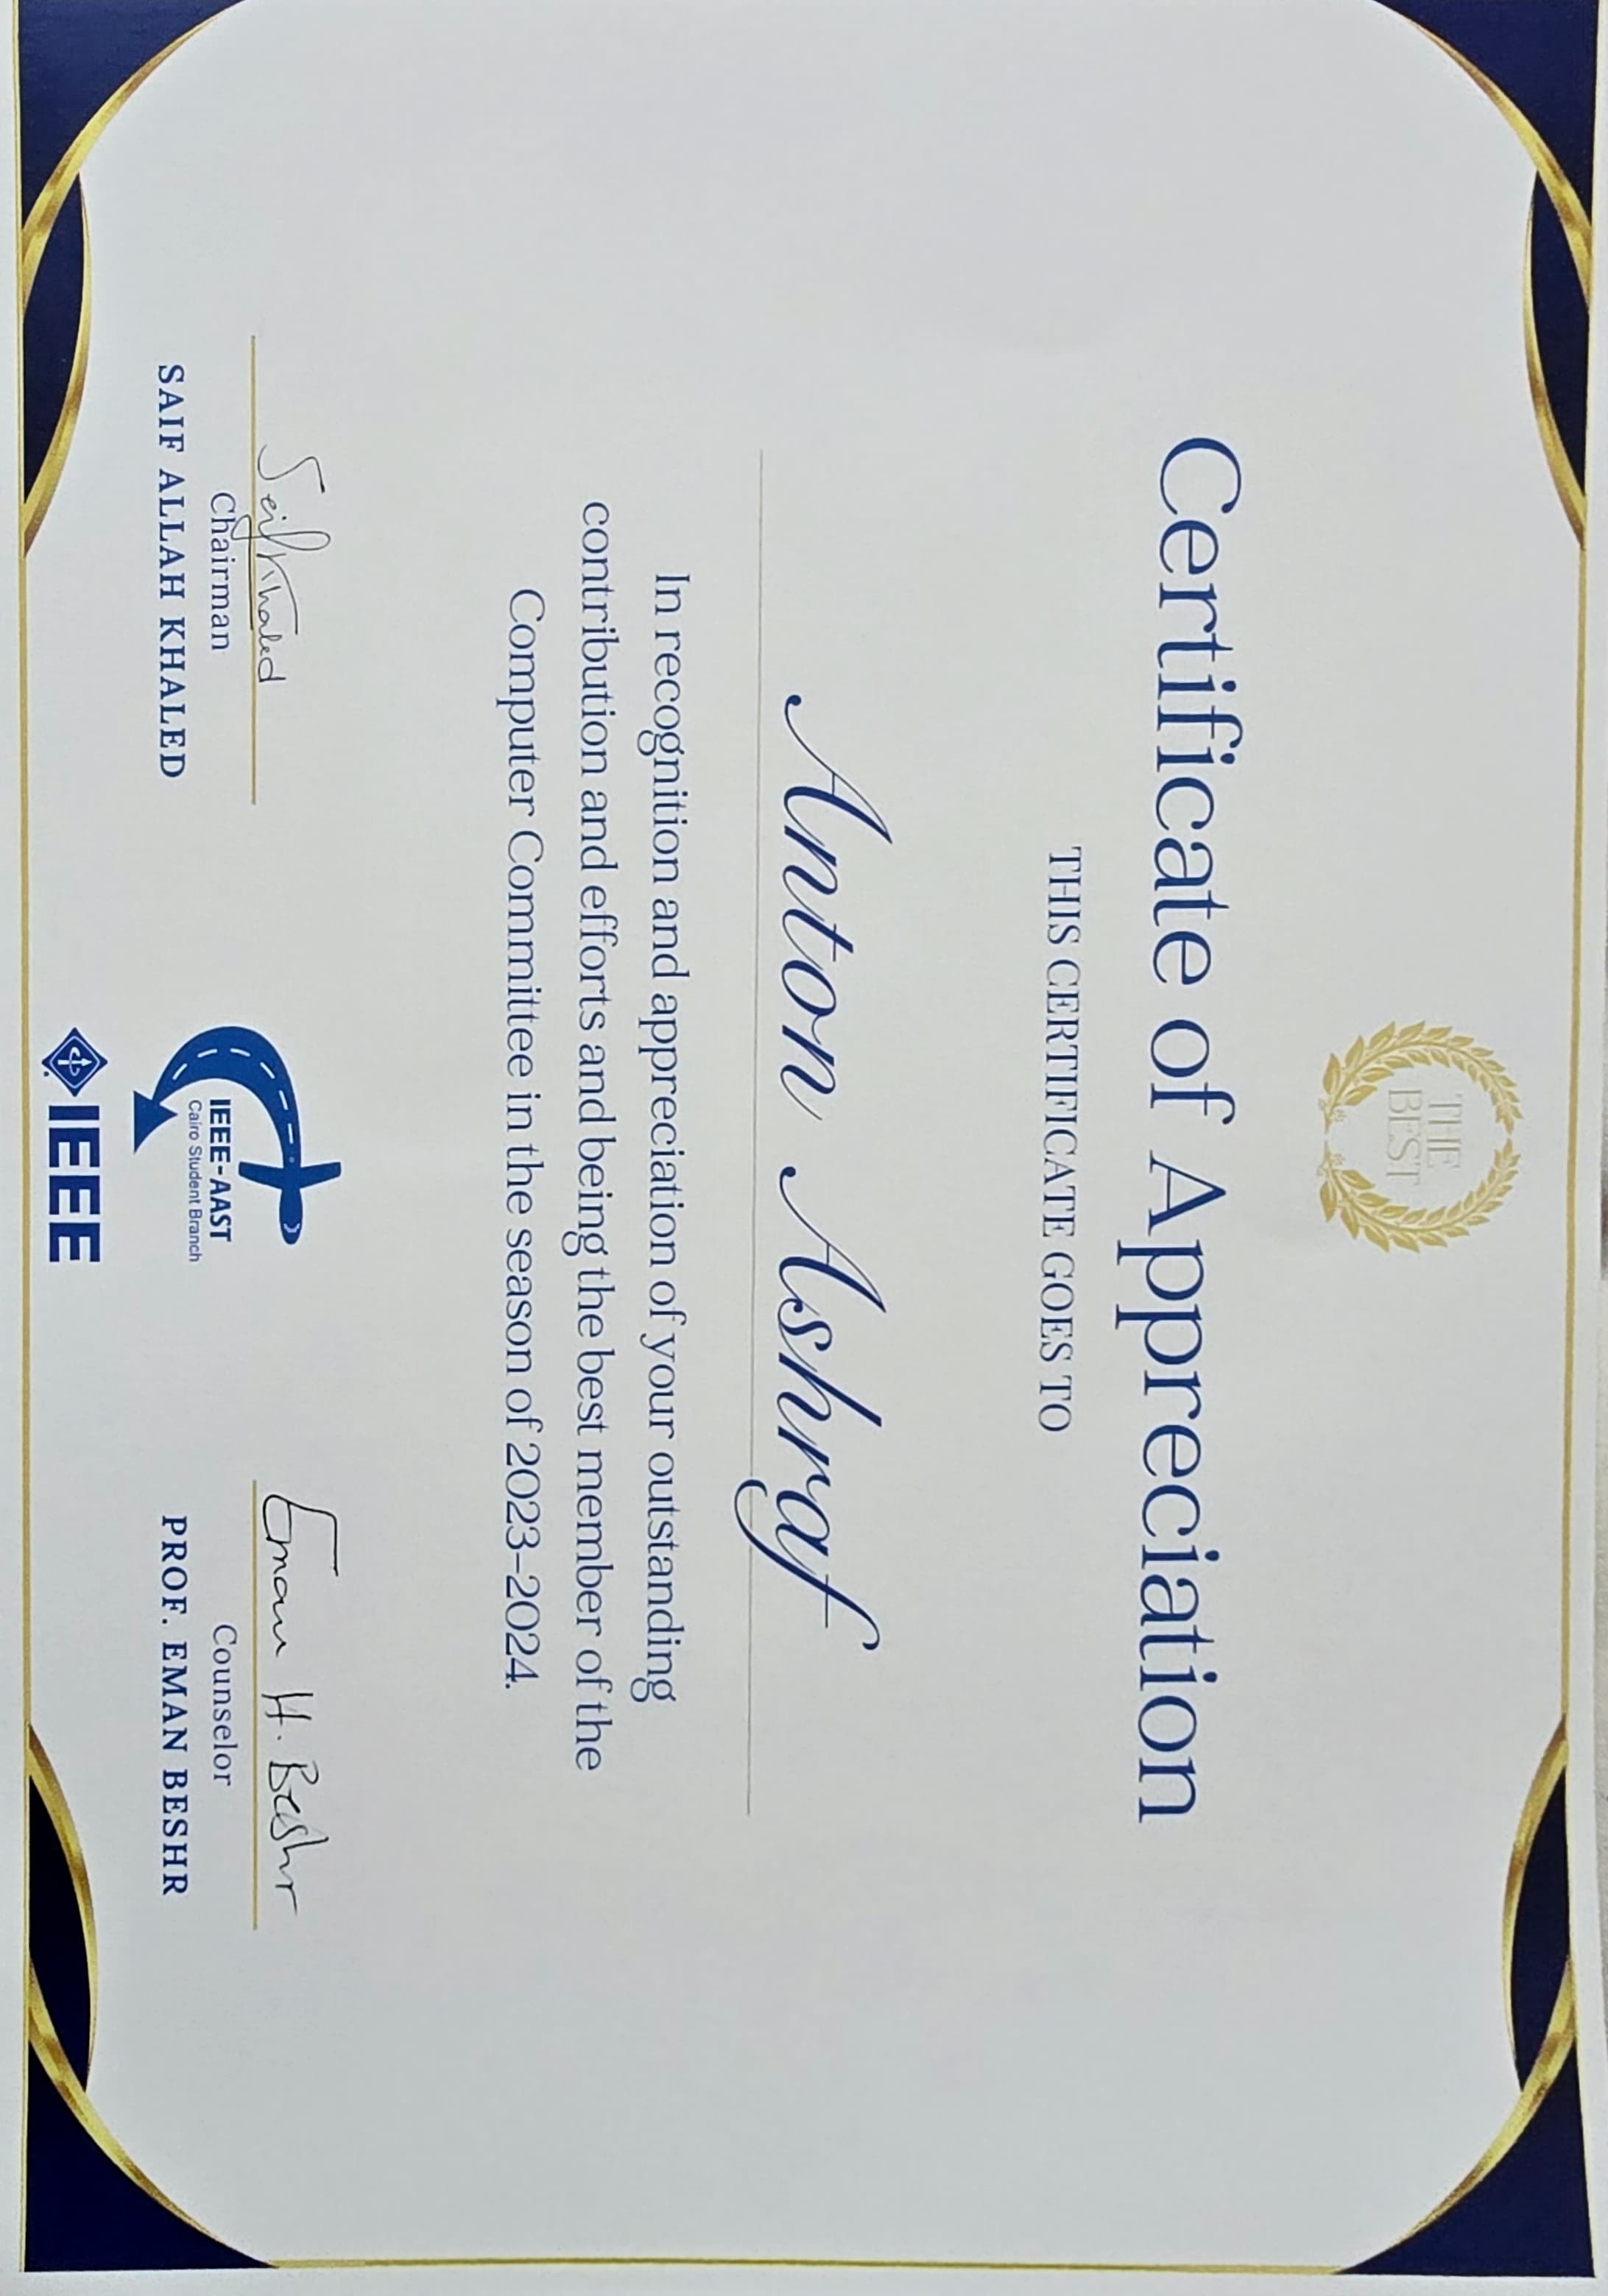 THE
BEST
Certificate of Appreciation
THIS CERTIFICATE GOES TO
Anton Ashraf
In recognition and appreciation of your outstanding
contribution and efforts and being the best member of the
Computer Committee in the season of 2023-2024.
Seif Khaled
Chairman
SAIF ALLAH KHALED
IEEE-AAST
Cairo Student Branch
IEEE
Eman H. Beshr
Counselor
PROF. EMAN BESHR